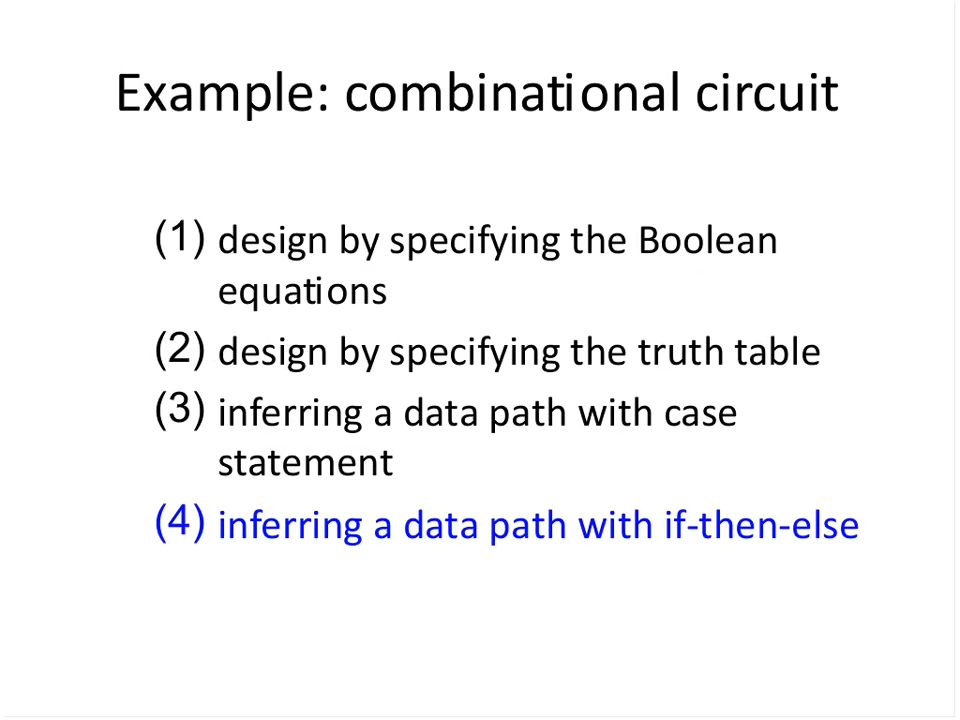 Example: combinational circuit
(1) design by specifying the Boolean
equations
(2) design by specifying the truth table
(3) inferring a data path with case
statement
(4) inferring a data path with if-then-else